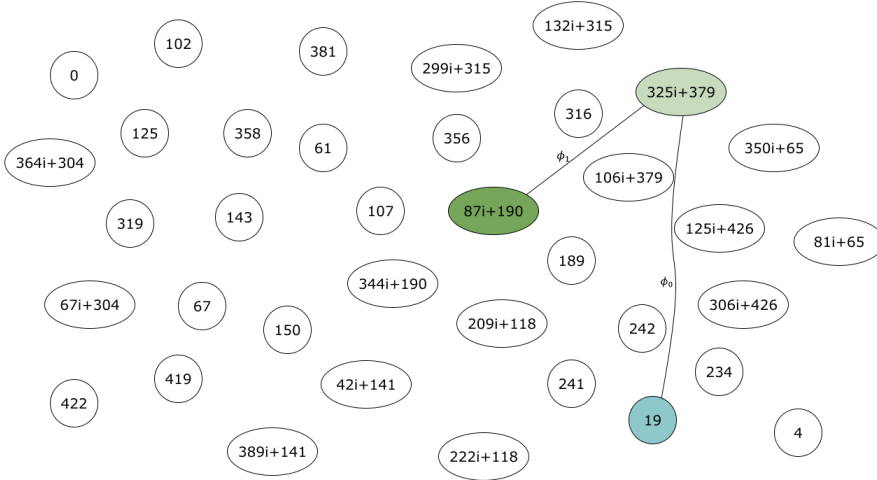 132i+315
102
381
299i+315
0
325i+379
316
125
358
356
61
350i+65
ϕ₁
364i+304
106i+379
107
87i+190
143
319
125i+426
81i+65
189
344i+190
ϕ₀
67i+304
67
306i+426
209i+118
242
150
234
419
42i+141
241
422
19
4
389i+141
222i+118